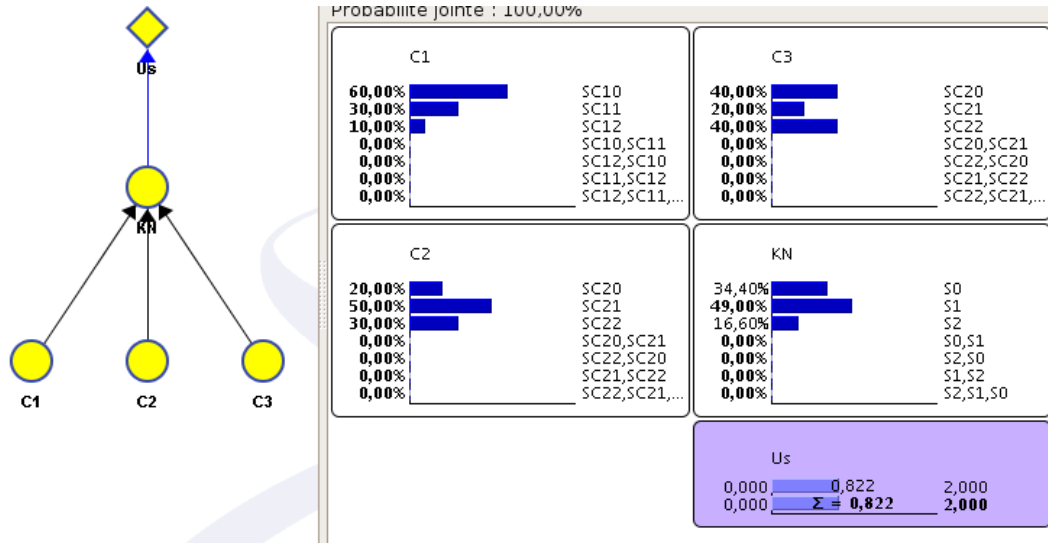 Probabilité jointe : 100,00%
Us
KN
C1
C2
C3
C1
60,00% SC10
30,00% SC11
10,00% SC12
0,00% SC10,SC11
0,00% SC12,SC10
0,00% SC11,SC12
0,00% SC12,SC11,...
C3
40,00% SC20
20,00% SC21
40,00% SC22
0,00% SC20,SC21
0,00% SC22,SC20
0,00% SC21,SC22
0,00% SC22,SC21,...
C2
20,00% SC20
50,00% SC21
30,00% SC22
0,00% SC20,SC21
0,00% SC22,SC20
0,00% SC21,SC22
0,00% SC22,SC21,...
KN
34,40% S0
49,00% S1
16,60% S2
0,00% S0,S1
0,00% S2,S0
0,00% S1,S2
0,00% S2,S1,S0
Us
0,000 0,822 2,000
0,000 Σ = 0,822 2,000